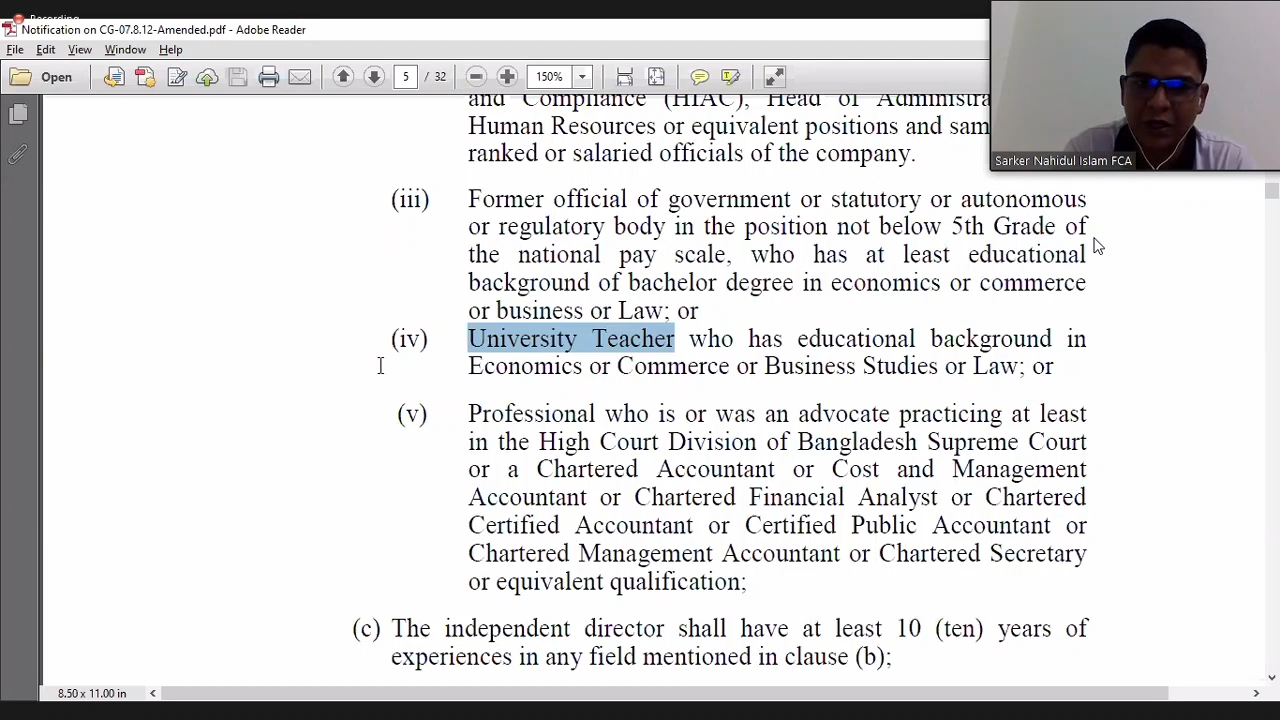 Recording
Notification on CG-07.8.12-Amended.pdf - Adobe Reader
File Edit View Window Help
Open 5 / 32 150%
and Compliance (HIAC), Head of Administra
Human Resources or equivalent positions and sam
ranked or salaried officials of the company.
Sarker Nahidul Islam FCA
(iii) Former official of government or statutory or autonomous
or regulatory body in the position not below 5th Grade of
the national pay scale, who has at least educational
background of bachelor degree in economics or commerce
or business or Law; or
(iv) University Teacher who has educational background in
Economics or Commerce or Business Studies or Law; or
(v) Professional who is or was an advocate practicing at least
in the High Court Division of Bangladesh Supreme Court
or a Chartered Accountant or Cost and Management
Accountant or Chartered Financial Analyst or Chartered
Certified Accountant or Certified Public Accountant or
Chartered Management Accountant or Chartered Secretary
or equivalent qualification;
(c) The independent director shall have at least 10 (ten) years of
experiences in any field mentioned in clause (b);
8.50 x 11.00 in